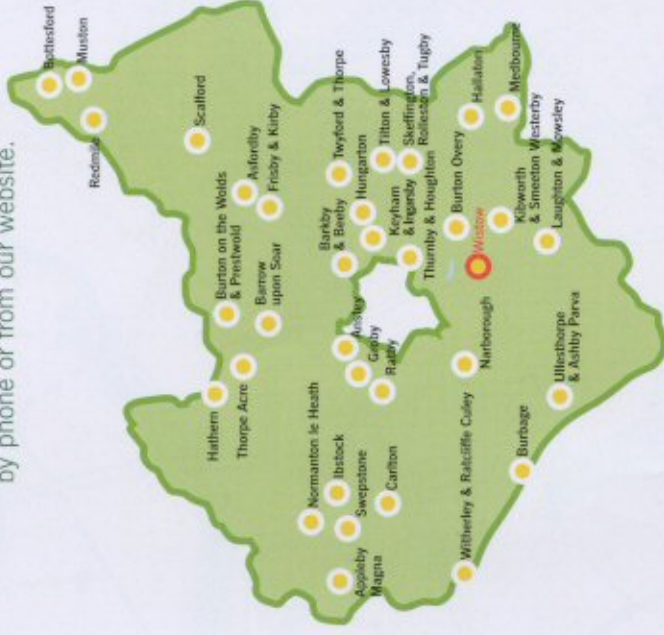 by phone or from our website.
Bottesford
Muston
Redmile
Scalford
Asfordby
Frisby & Kirby
Burton on the Wolds
& Prestwold
Barrow
upon Soar
Hathern
Thorpe Acre
Twyford & Thorpe
Hungarton
Barkby
& Beeby
Keyham
& Ingarsby
Tilton & Lowesby
Skeffington,
Rolleston & Tugby
Thurnby & Houghton
Anstey
Groby
Ratby
Normanton le Heath
Ibstock
Swepstone
Carlton
Appleby
Magna
Burton Overy
Hallaton
Medbourne
Wistow
Kibworth
& Smeeton Westerby
Laughton & Mowsley
Narborough
Ullesthorpe
& Ashby Parva
Witherley & Ratcliffe Culey
Burbage